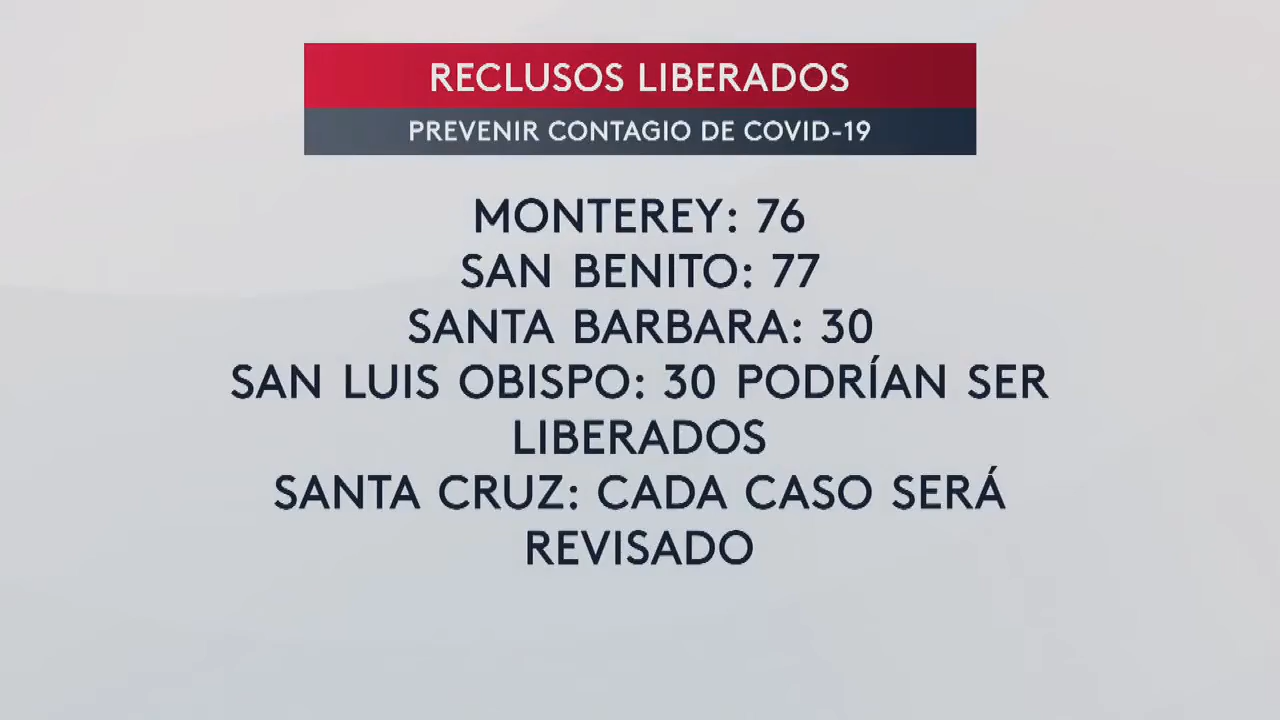 RECLUSOS LIBERADOS
PREVENIR CONTAGIO DE COVID-19
MONTEREY: 76
SAN BENITO: 77
SANTA BARBARA: 30
SAN LUIS OBISPO: 30 PODRÍAN SER
LIBERADOS
SANTA CRUZ: CADA CASO SERÁ
REVISADO